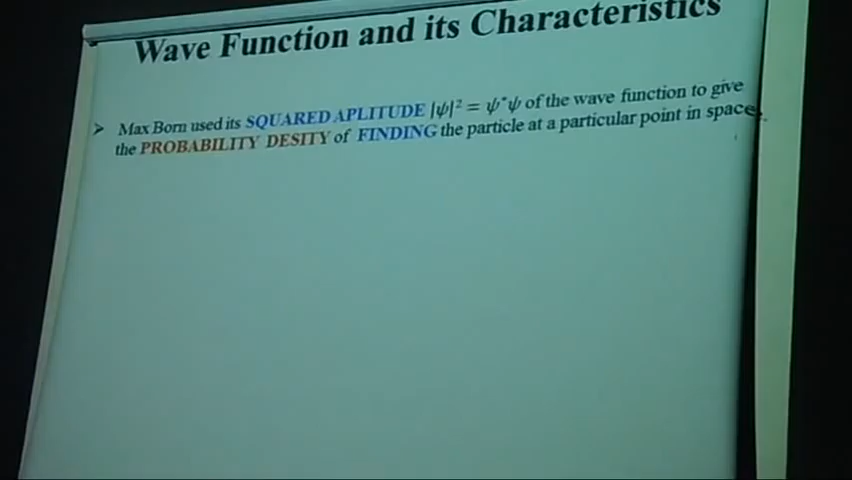 Wave Function and its Characteristics
➢ Max Born used its SQUARED APLITUDE |ψ|² = ψ*ψ of the wave function to give
the PROBABILITY DESITY of FINDING the particle at a particular point in space.